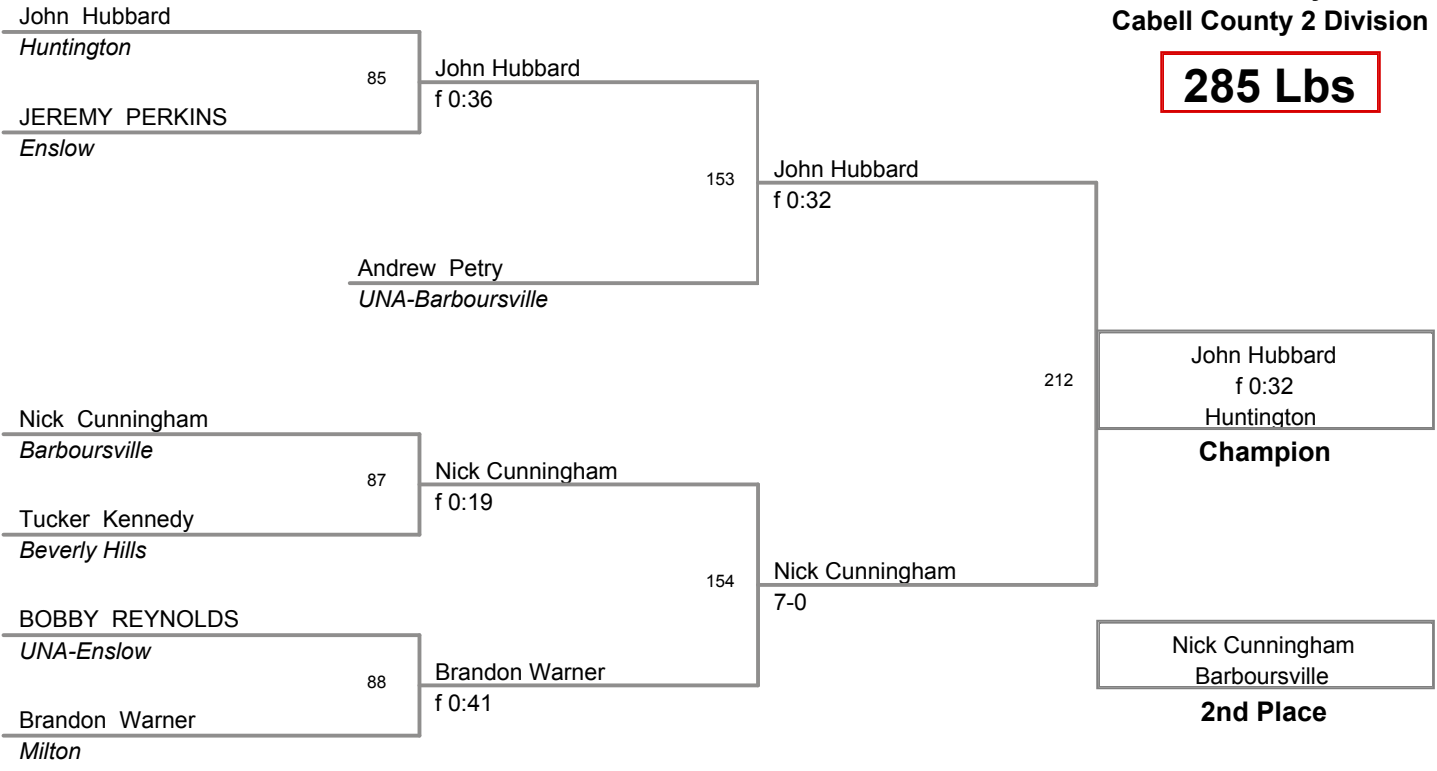 Cabell County 2 Division
285 Lbs
John Hubbard
Huntington
85
John Hubbard
f 0:36
JEREMY PERKINS
Enslow
153
John Hubbard
f 0:32
Andrew Petry
UNA-Barboursville
212
John Hubbard
f 0:32
Huntington
Champion
Nick Cunningham
Barboursville
87
Nick Cunningham
f 0:19
Tucker Kennedy
Beverly Hills
154
Nick Cunningham
7-0
BOBBY REYNOLDS
UNA-Enslow
88
Brandon Warner
f 0:41
Brandon Warner
Milton
Nick Cunningham
Barboursville
2nd Place